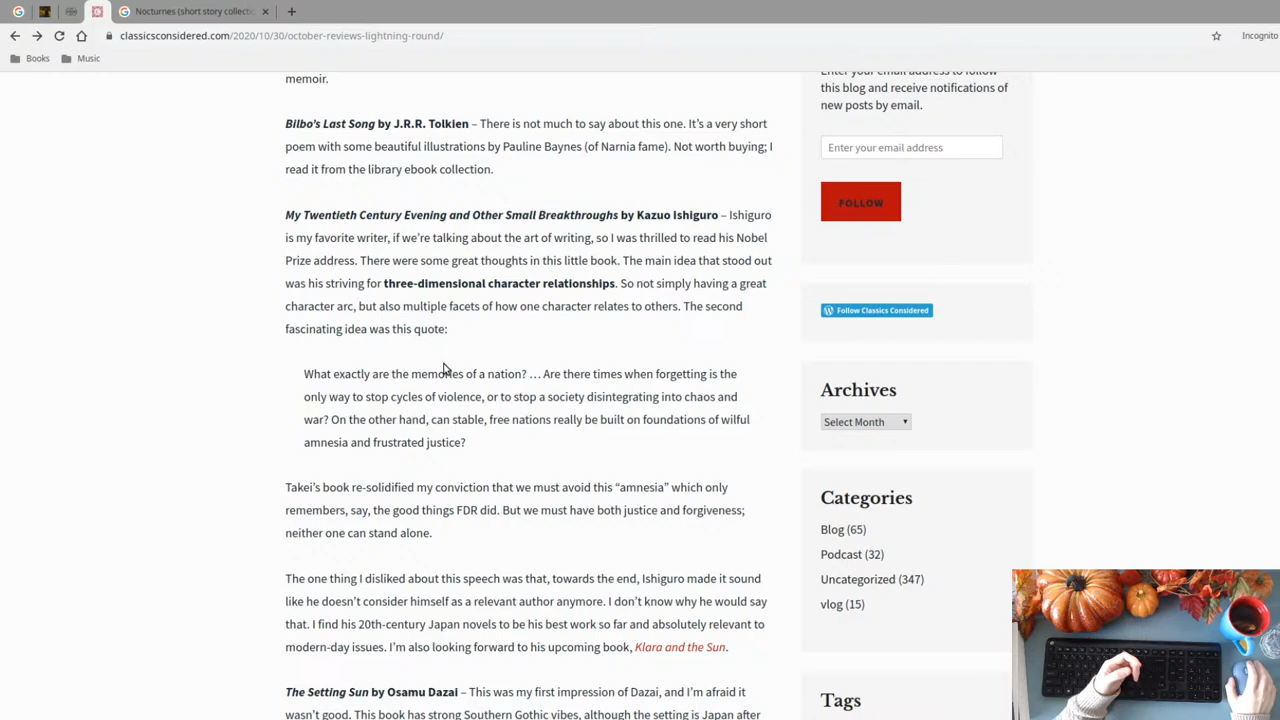 Nocturnes (short story collecti
classicsconsidered.com/2020/10/30/october-reviews-lightning-round/
Incognito
Books
Music
memoir.
Bilbo's Last Song by J.R.R. Tolkien – There is not much to say about this one. It's a very short
poem with some beautiful illustrations by Pauline Baynes (of Narnia fame). Not worth buying; I
read it from the library ebook collection.
My Twentieth Century Evening and Other Small Breakthroughs by Kazuo Ishiguro – Ishiguro
is my favorite writer, if we're talking about the art of writing, so I was thrilled to read his Nobel
Prize address. There were some great thoughts in this little book. The main idea that stood out
was his striving for three-dimensional character relationships. So not simply having a great
character arc, but also multiple facets of how one character relates to others. The second
fascinating idea was this quote:
What exactly are the memories of a nation? … Are there times when forgetting is the
only way to stop cycles of violence, or to stop a society disintegrating into chaos and
war? On the other hand, can stable, free nations really be built on foundations of wilful
amnesia and frustrated justice?
Takei's book re-solidified my conviction that we must avoid this “amnesia” which only
remembers, say, the good things FDR did. But we must have both justice and forgiveness;
neither one can stand alone.
The one thing I disliked about this speech was that, towards the end, Ishiguro made it sound
like he doesn't consider himself as a relevant author anymore. I don't know why he would say
that. I find his 20th-century Japan novels to be his best work so far and absolutely relevant to
modern-day issues. I'm also looking forward to his upcoming book, Klara and the Sun.
The Setting Sun by Osamu Dazai – This was my first impression of Dazai, and I'm afraid it
wasn't good. This book has strong Southern Gothic vibes, although the setting is Japan after
Enter your email address to follow
this blog and receive notifications of
new posts by email.
Enter your email address
FOLLOW
Follow Classics Considered
Archives
Select Month
Categories
Blog (65)
Podcast (32)
Uncategorized (347)
vlog (15)
Tags